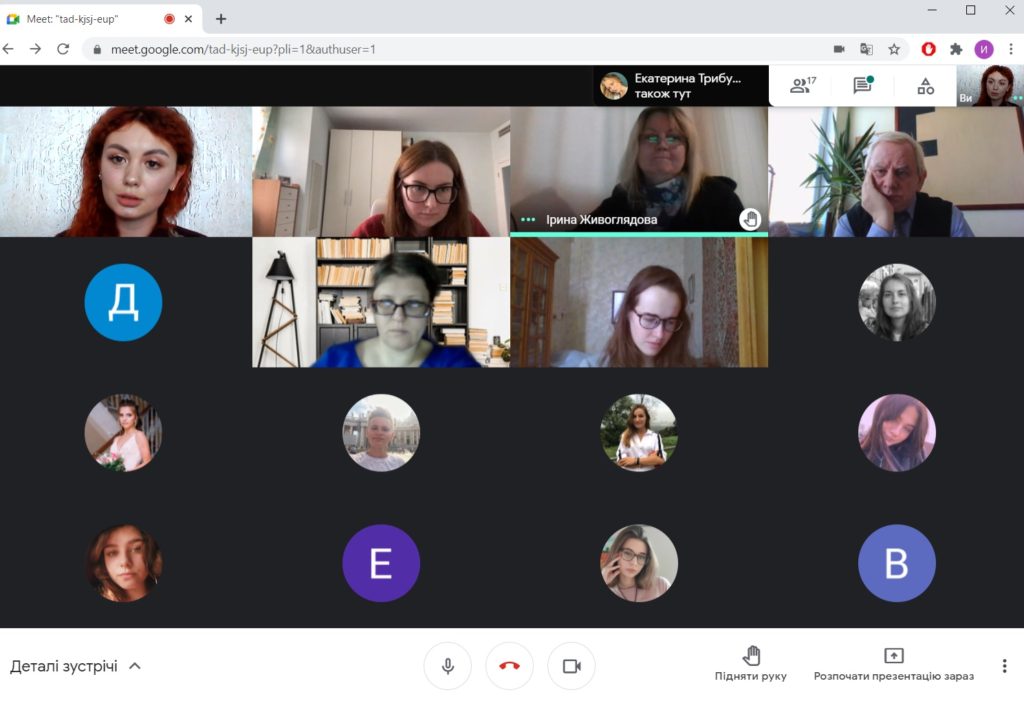 Meet: "tad-kjsj-eup"
meet.google.com/tad-kjsj-eup?pli=1&authuser=1
И
Екатерина Трибу...
також тут
17
Ви
Ірина Живоглядова
Д
Е
В
Деталі зустрічі
Підняти руку
Розпочати презентацію зараз